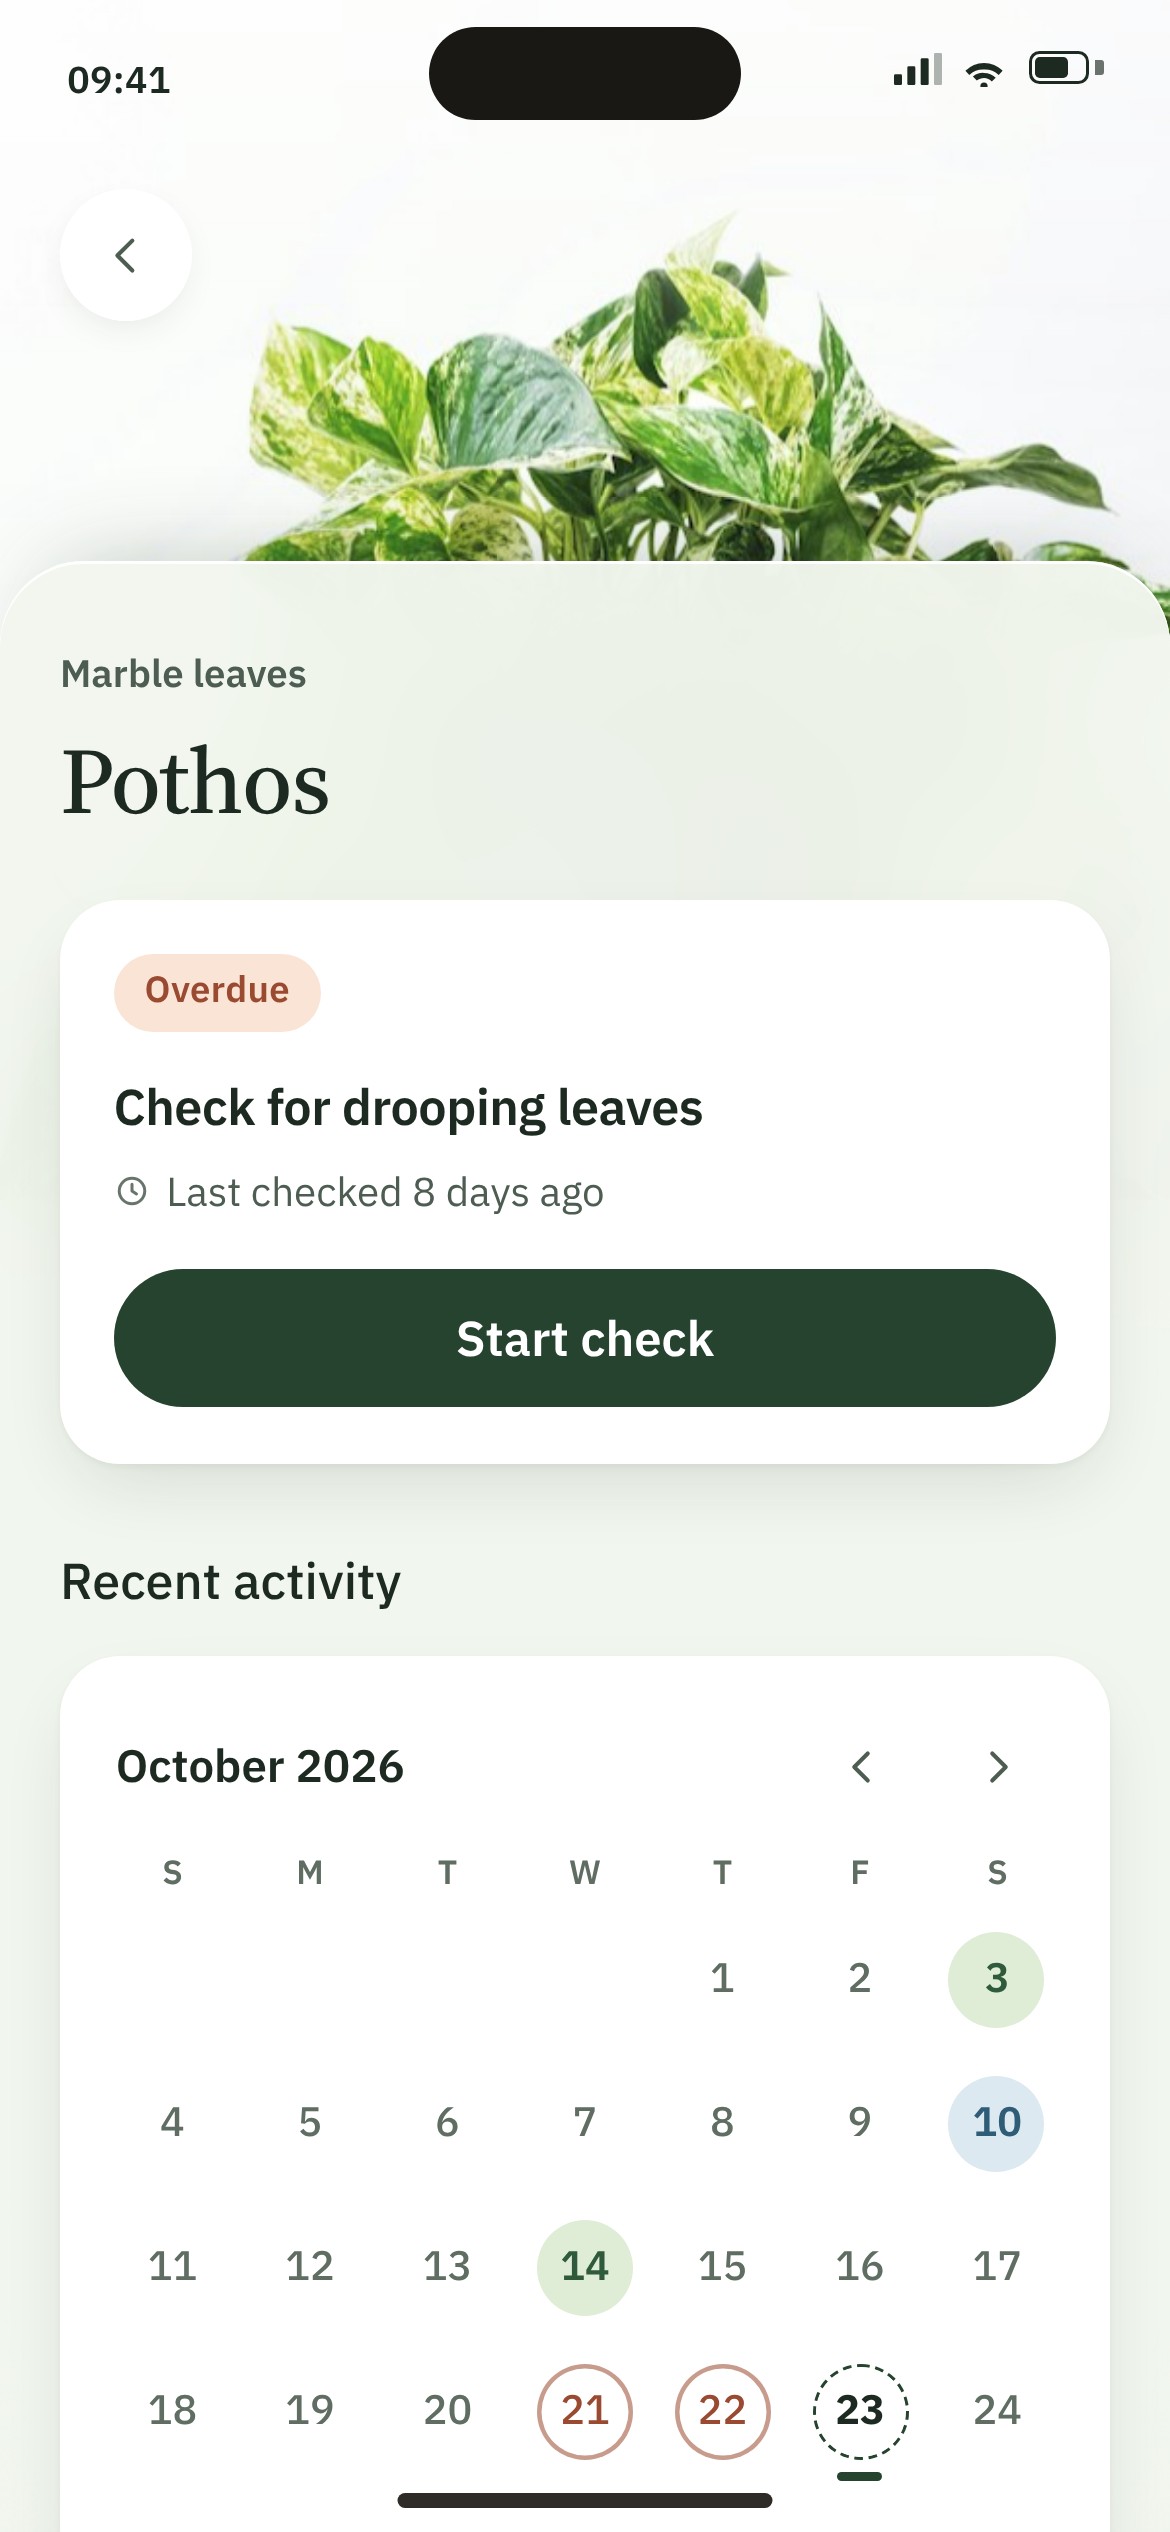 09:41
Marble leaves
Pothos
Overdue
Check for drooping leaves
Last checked 8 days ago
Start check
Recent activity
October 2026
S M T W T F S
1 2 3
4 5 6 7 8 9 10
11 12 13 14 15 16 17
18 19 20 21 22 23 24